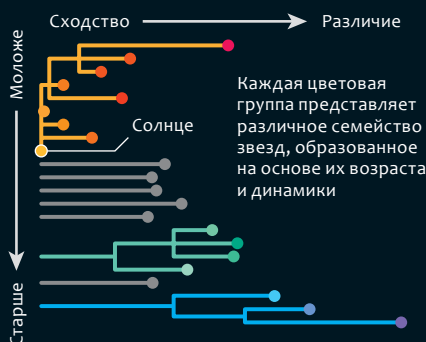 Сходство
Различие
Моложе
Каждая цветовая
группа представляет
различное семейство
звезд, образованное
на основе их возраста
и динамики
Солнце
Старше